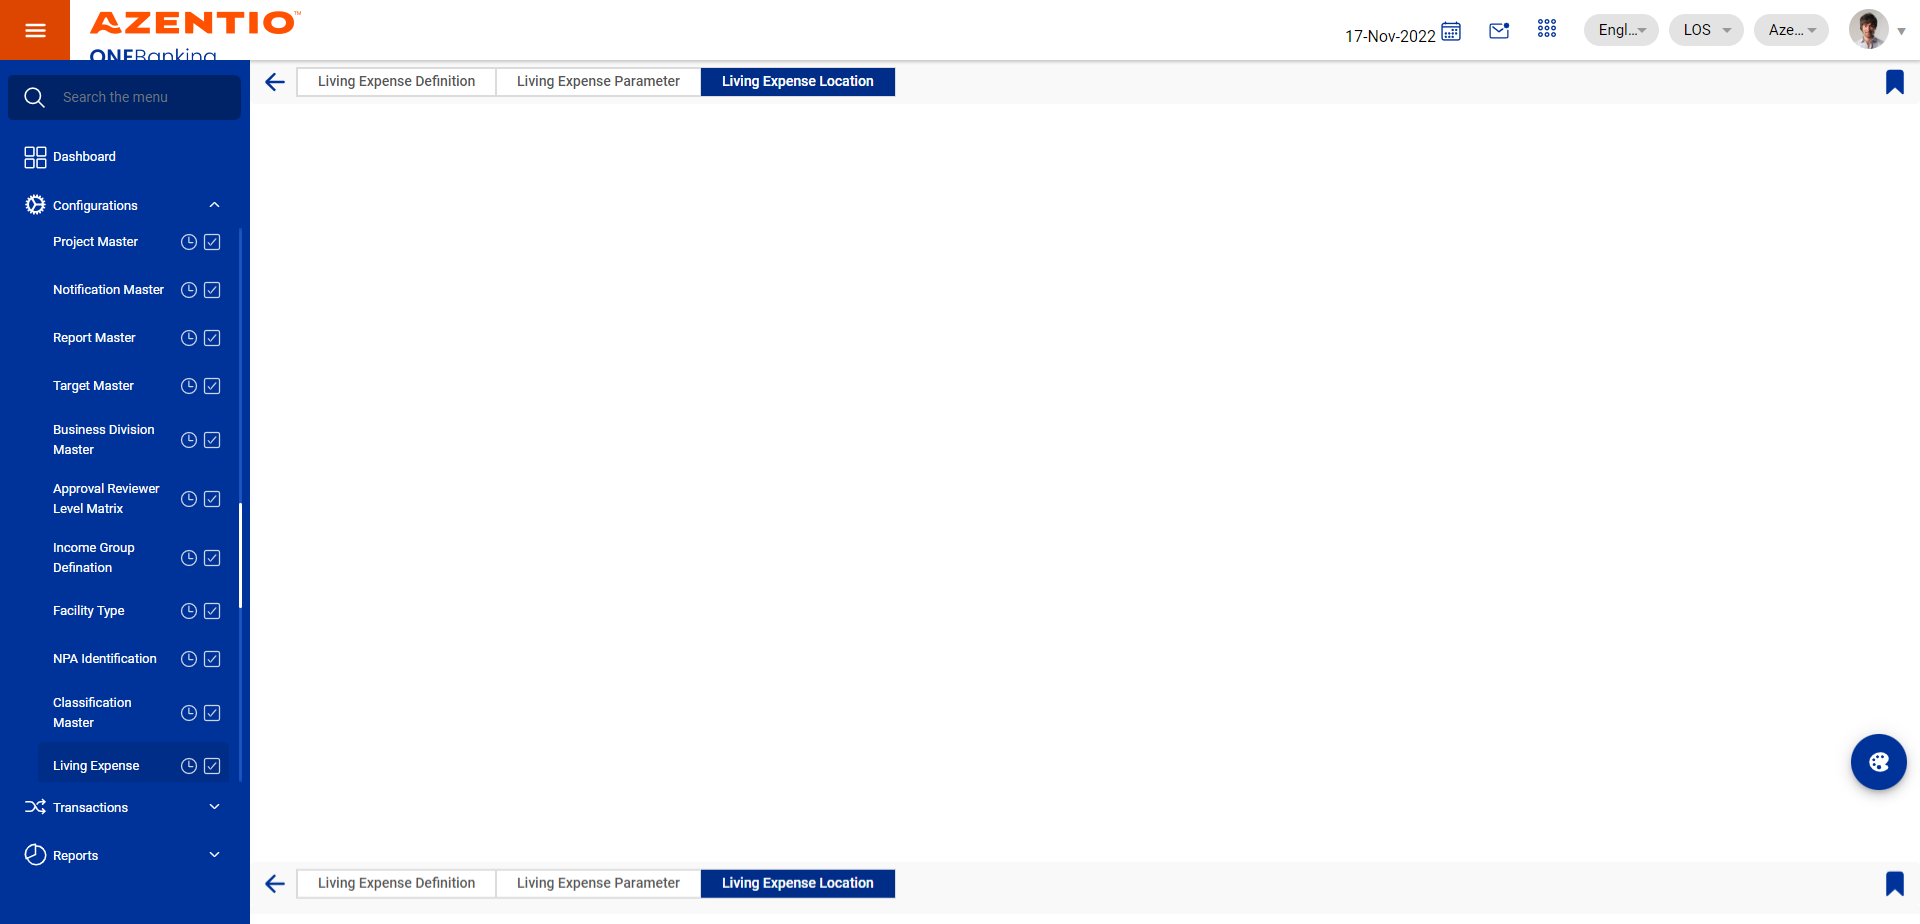 AZENTIO™
ONEBanking
17-Nov-2022
Engl...
LOS
Aze...
Search the menu
Living Expense Definition
Living Expense Parameter
Living Expense Location
Dashboard
Configurations
Project Master
Notification Master
Report Master
Target Master
Business Division
Master
Approval Reviewer
Level Matrix
Income Group
Defination
Facility Type
NPA Identification
Classification
Master
Living Expense
Transactions
Reports
Living Expense Definition
Living Expense Parameter
Living Expense Location